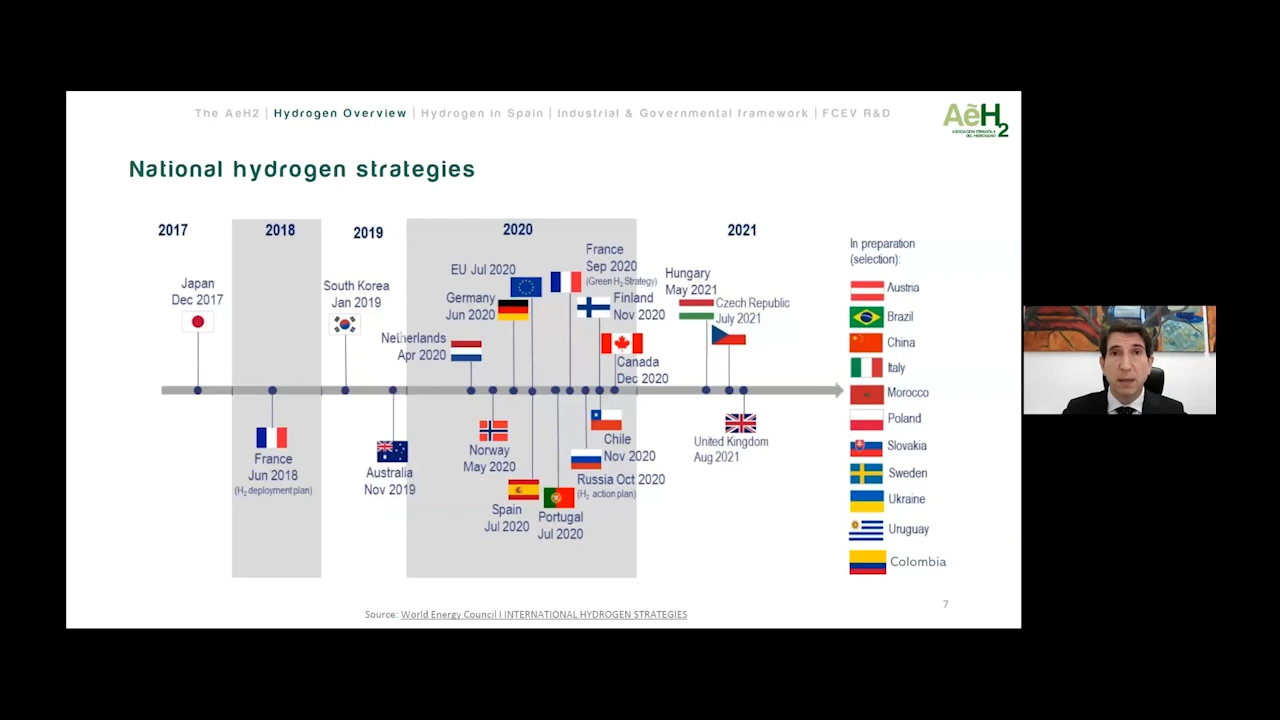 The AeH2 | Hydrogen Overview | Hydrogen in Spain | Industrial & Governmental framework | FCEV R&D
AẽH2
ASOCIACIÓN ESPAÑOLA
DEL HIDRÓGENO
National hydrogen strategies
2017
2018
2019
2020
2021
Japan
Dec 2017
France
Jun 2018
(H2 deployment plan)
South Korea
Jan 2019
Australia
Nov 2019
Netherlands
Apr 2020
Norway
May 2020
Germany
Jun 2020
EU Jul 2020
Spain
Jul 2020
Portugal
Jul 2020
France
Sep 2020
(Green H2 Strategy)
Russia Oct 2020
(H2 action plan)
Finland
Nov 2020
Chile
Nov 2020
Canada
Dec 2020
Hungary
May 2021
Czech Republic
July 2021
United Kingdom
Aug 2021
In preparation
(selection):
Austria
Brazil
China
Italy
Morocco
Poland
Slovakia
Sweden
Ukraine
Uruguay
Colombia
7
Source: World Energy Council I INTERNATIONAL HYDROGEN STRATEGIES